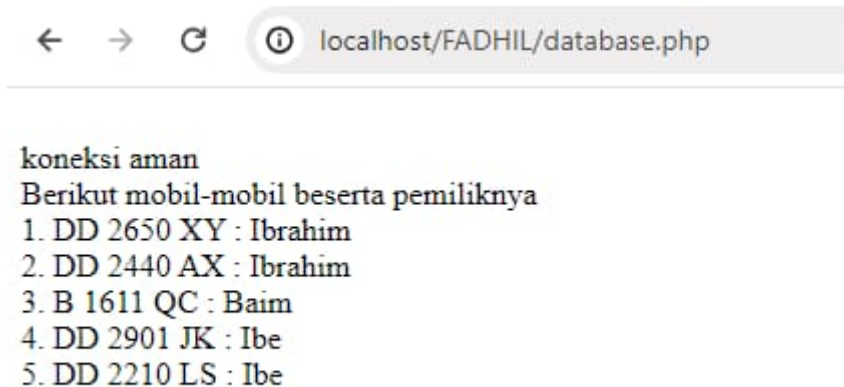 localhost/FADHIL/database.php
koneksi aman
Berikut mobil-mobil beserta pemiliknya
1. DD 2650 XY : Ibrahim
2. DD 2440 AX : Ibrahim
3. B 1611 QC : Baim
4. DD 2901 JK : Ibe
5. DD 2210 LS : Ibe